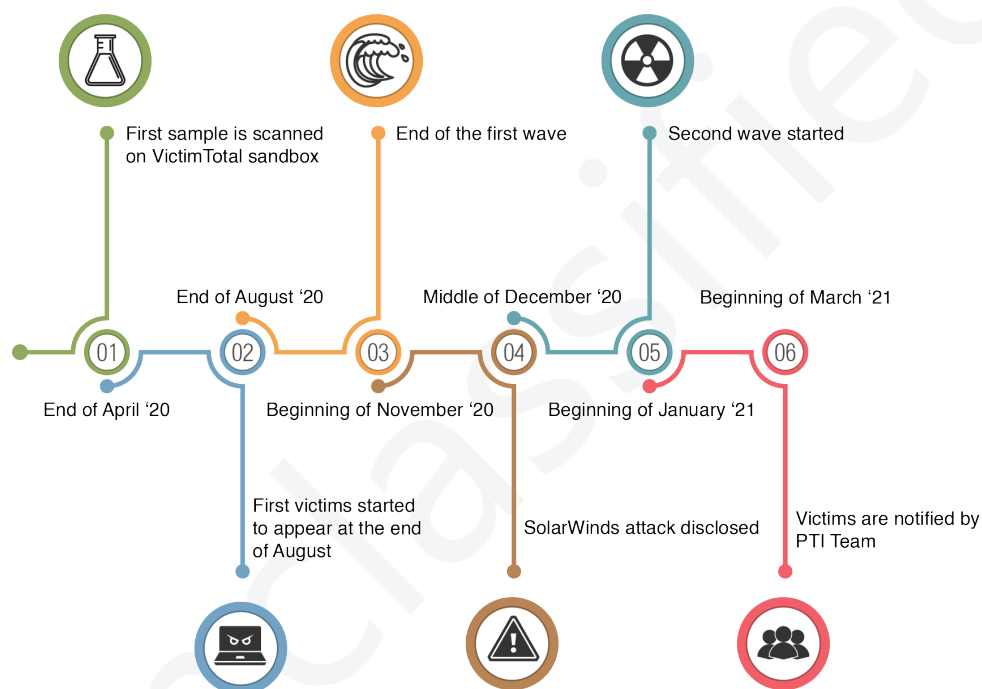 First sample is scanned
on VictimTotal sandbox
End of the first wave
Second wave started
End of August ‘20
Middle of December ‘20
Beginning of March ‘21
01
02
03
04
05
06
End of April ‘20
Beginning of November ‘20
Beginning of January ‘21
First victims started
to appear at the end
of August
SolarWinds attack disclosed
Victims are notified by
PTI Team
classified